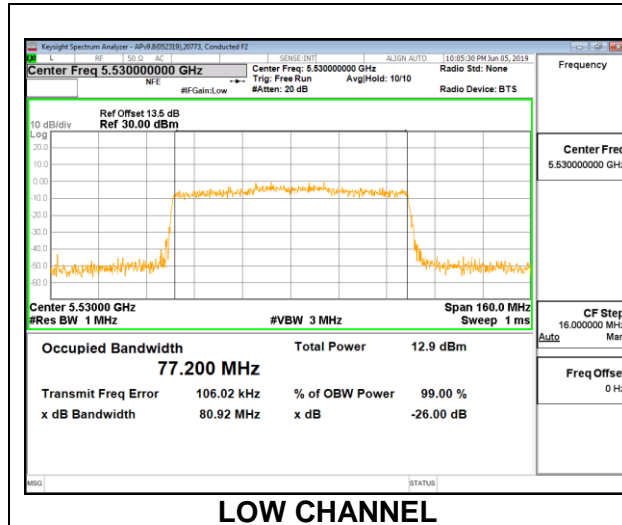 Keysight Spectrum Analyzer - APv9.8(052319),20773, Conducted F2
L RF 50 Ω AC SENSE:INT ALIGN AUTO 10:05:30 PM Jun 05, 2019
Center Freq 5.530000000 GHz
NFE
#IFGain:Low
Center Freq: 5.530000000 GHz
Trig: Free Run Avg|Hold: 10/10
#Atten: 20 dB
Radio Std: None
Radio Device: BTS
Frequency
Ref Offset 13.5 dB
10 dB/div Ref 30.00 dBm
Log
20.0
10.0
0.00
-10.0
-20.0
-30.0
-40.0
-50.0
-60.0
Center Freq
5.530000000 GHz
Center 5.53000 GHz Span 160.0 MHz
#Res BW 1 MHz #VBW 3 MHz Sweep 1 ms
CF Step
16.000000 MHz
Auto Man
Occupied Bandwidth Total Power 12.9 dBm
77.200 MHz
Transmit Freq Error 106.02 kHz % of OBW Power 99.00 %
x dB Bandwidth 80.92 MHz x dB -26.00 dB
Freq Offset
0 Hz
MSG STATUS
LOW CHANNEL